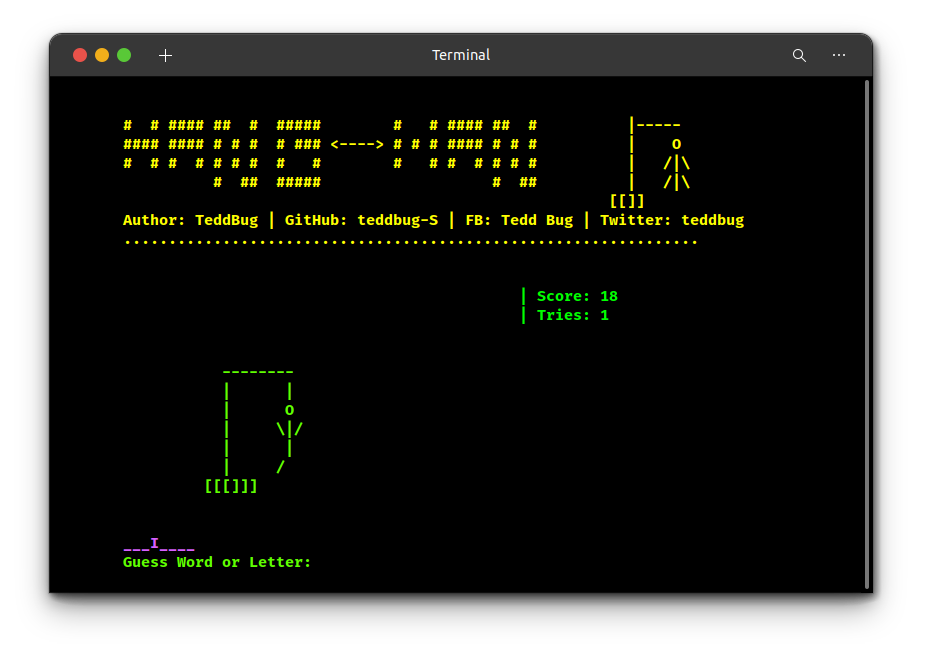 Terminal
#  # #### ##  #  #####        #   # #### ##  #          |-----
#### #### # # #  # ### <----> # # # #### # # #          |    O
#  # #  # # # #  #   #        #   # #  # # # #          |   /|\
          #  ##  #####                   #  ##          |   /|\
                                                      [[]]
Author: TeddBug | GitHub: teddbug-S | FB: Tedd Bug | Twitter: teddbug
................................................................
| Score: 18
| Tries: 1
  --------
  |      |
  |      O
  |     \|/
  |      |
  |     /
[[[]]]
___I____
Guess Word or Letter: